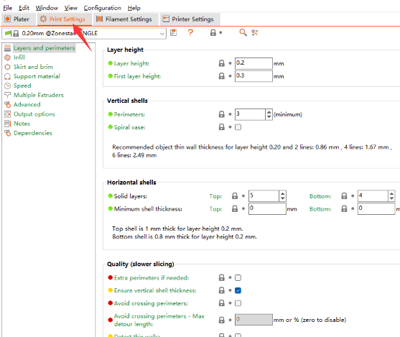 File Edit Window View Configuration Help
Plater Print Settings Filament Settings Printer Settings
0.20mm @Zonestar
Layers and perimeters
Infill
Skirt and brim
Support material
Speed
Multiple Extruders
Advanced
Output options
Notes
Dependencies
Layer height
Layer height: 0.2 mm
First layer height: 0.3 mm
Vertical shells
Perimeters: 3 (minimum)
Spiral vase:
Recommended object thin wall thickness for layer height 0.20 and 2 lines: 0.86 mm , 4 lines: 1.67 mm ,
6 lines: 2.49 mm
Horizontal shells
Solid layers: Top: 5 Bottom: 4
Minimum shell thickness: Top: 0 mm Bottom: 0 mm
Top shell is 1 mm thick for layer height 0.2 mm.
Bottom shell is 0.8 mm thick for layer height 0.2 mm.
Quality (slower slicing)
Extra perimeters if needed:
Ensure vertical shell thickness:
Avoid crossing perimeters:
Avoid crossing perimeters - Max
detour length: 0 mm or % (zero to disable)